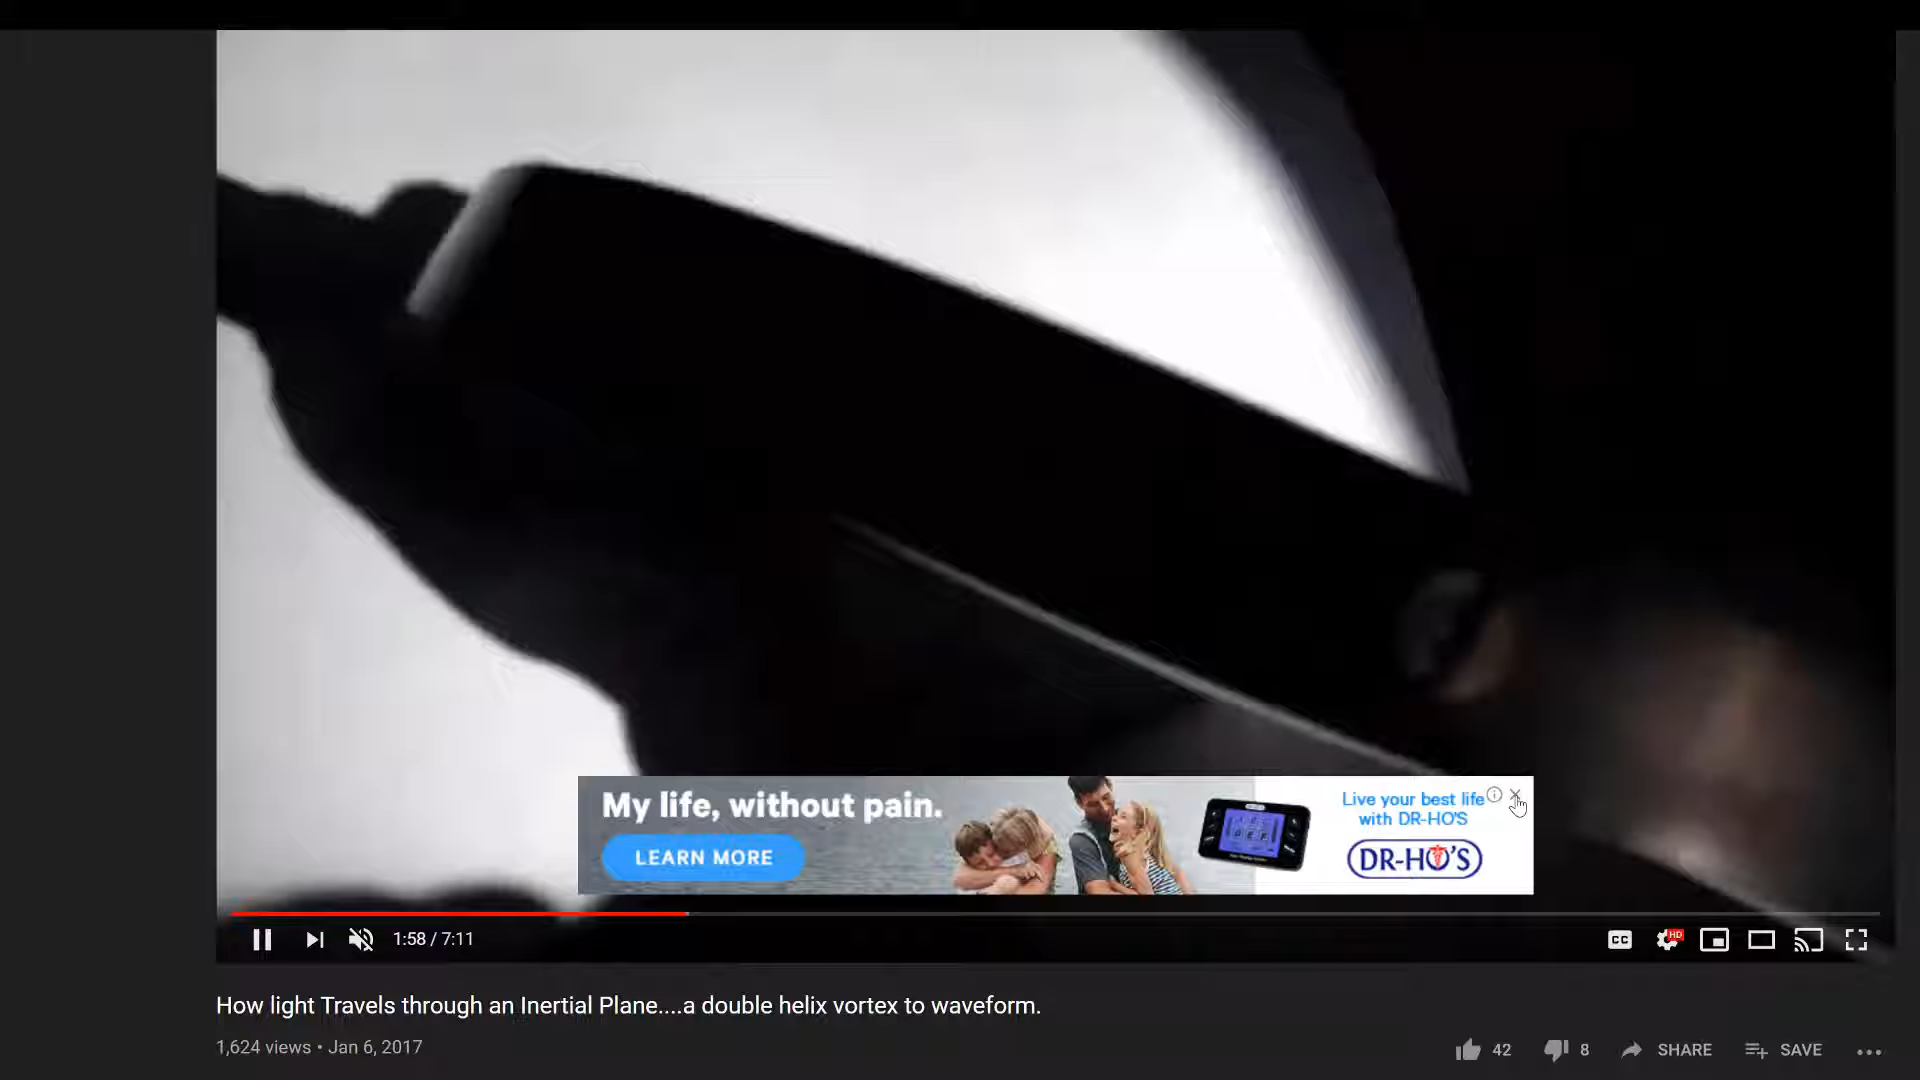 My life, without pain.
LEARN MORE
Live your best life
with DR-HO'S
DR-HO'S
1:58 / 7:11
CC
HD
How light Travels through an Inertial Plane....a double helix vortex to waveform.
1,624 views • Jan 6, 2017
42
8
SHARE
SAVE